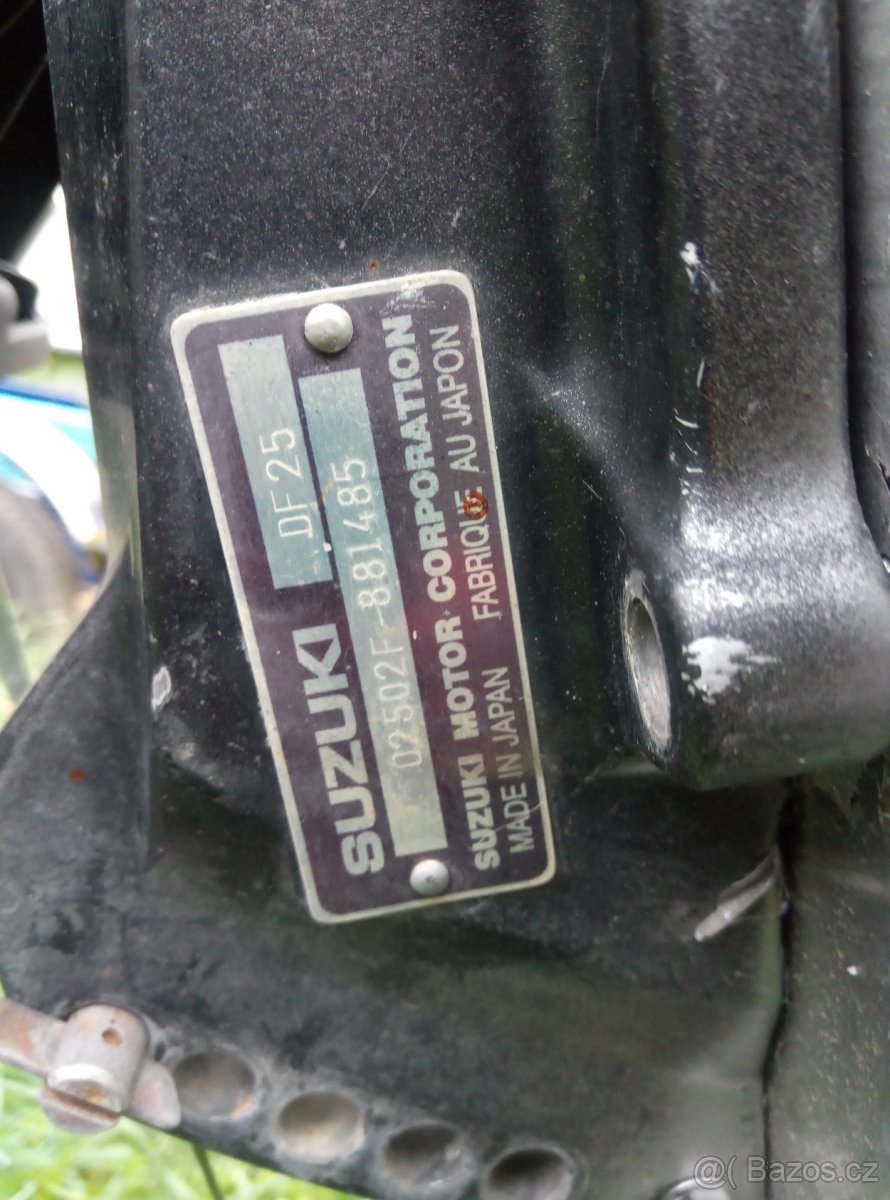 SUZUKI DF25
02502F-881485
SUZUKI MOTOR CORPORATION
MADE IN JAPAN FABRIQUE AU JAPON
@( Bazos.cz